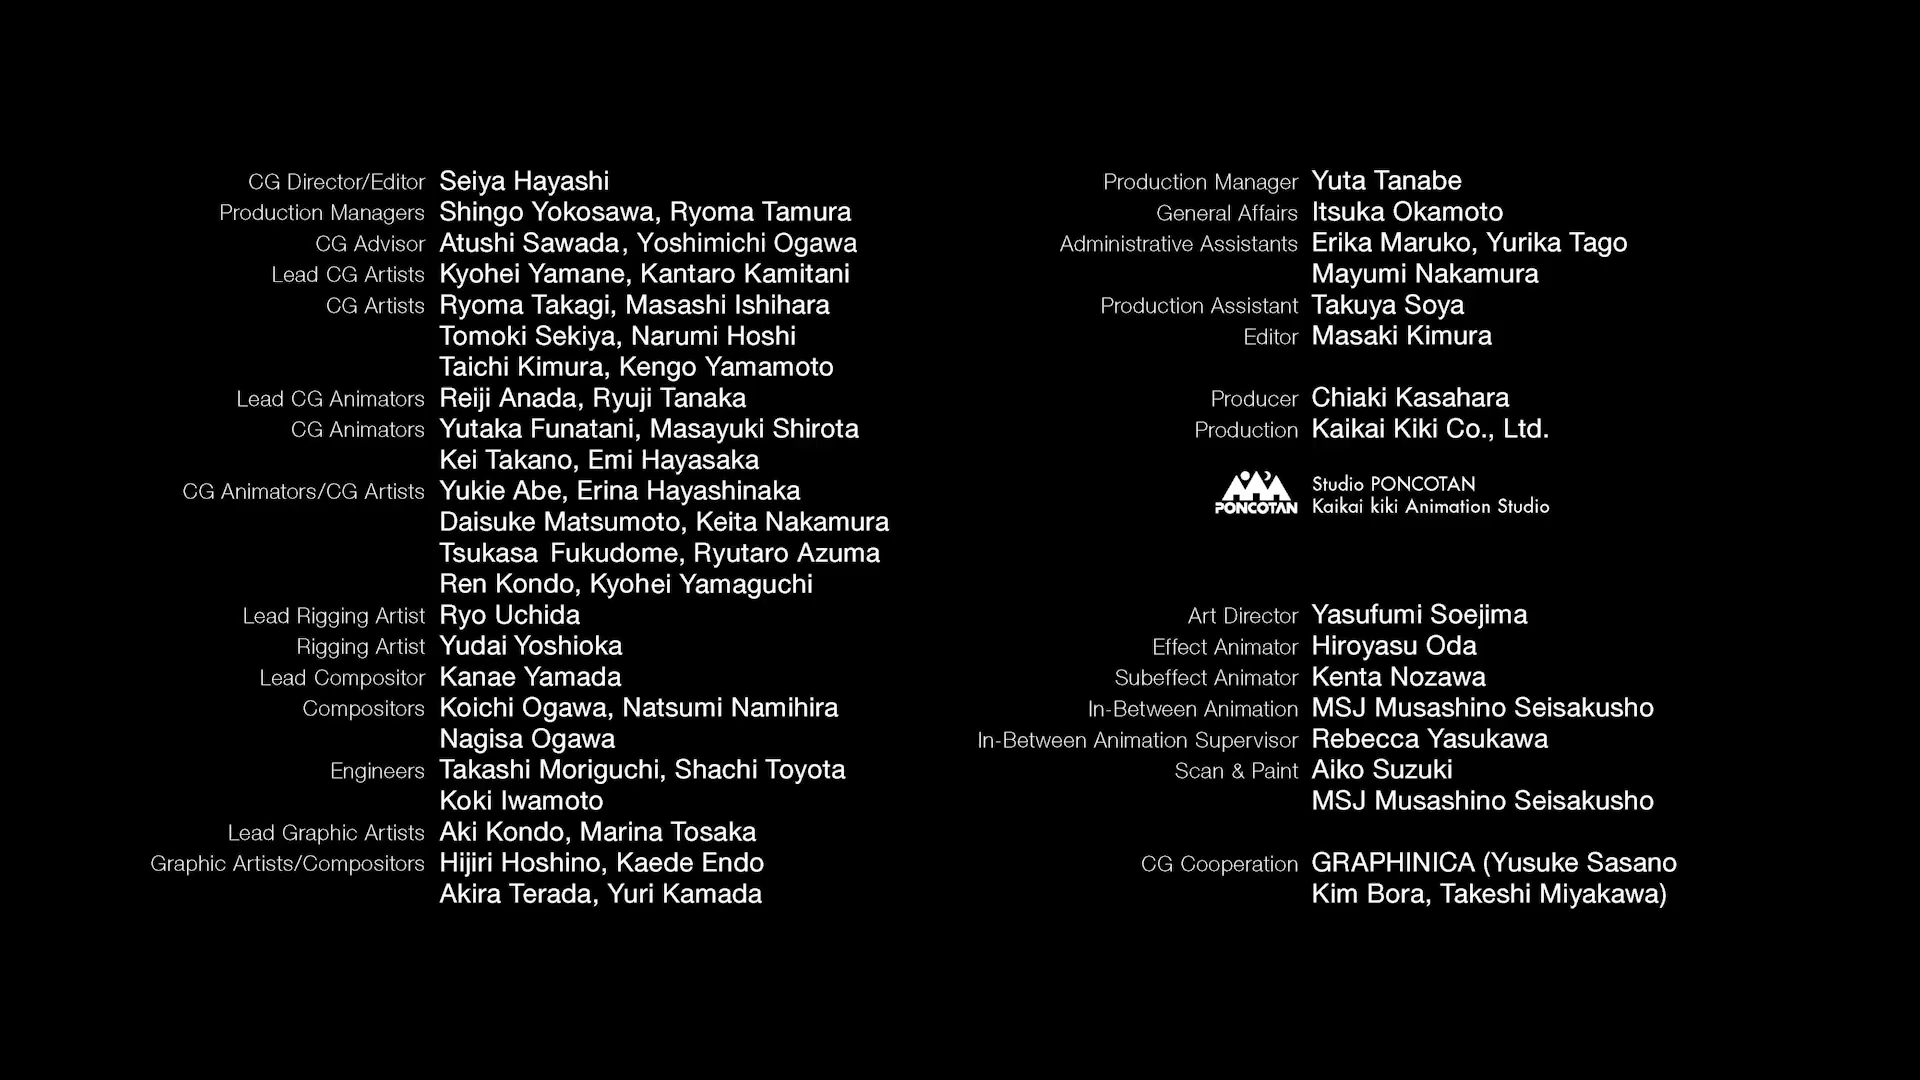 CG Director/Editor Seiya Hayashi
Production Managers Shingo Yokosawa, Ryoma Tamura
CG Advisor Atushi Sawada, Yoshimichi Ogawa
Lead CG Artists Kyohei Yamane, Kantaro Kamitani
CG Artists Ryoma Takagi, Masashi Ishihara
Tomoki Sekiya, Narumi Hoshi
Taichi Kimura, Kengo Yamamoto
Lead CG Animators Reiji Anada, Ryuji Tanaka
CG Animators Yutaka Funatani, Masayuki Shirota
Kei Takano, Emi Hayasaka
CG Animators/CG Artists Yukie Abe, Erina Hayashinaka
Daisuke Matsumoto, Keita Nakamura
Tsukasa Fukudome, Ryutaro Azuma
Ren Kondo, Kyohei Yamaguchi
Lead Rigging Artist Ryo Uchida
Rigging Artist Yudai Yoshioka
Lead Compositor Kanae Yamada
Compositors Koichi Ogawa, Natsumi Namihira
Nagisa Ogawa
Engineers Takashi Moriguchi, Shachi Toyota
Koki Iwamoto
Lead Graphic Artists Aki Kondo, Marina Tosaka
Graphic Artists/Compositors Hijiri Hoshino, Kaede Endo
Akira Terada, Yuri Kamada
Production Manager Yuta Tanabe
General Affairs Itsuka Okamoto
Administrative Assistants Erika Maruko, Yurika Tago
Mayumi Nakamura
Production Assistant Takuya Soya
Editor Masaki Kimura
Producer Chiaki Kasahara
Production Kaikai Kiki Co., Ltd.
PONCOTAN
Studio PONCOTAN
Kaikai kiki Animation Studio
Art Director Yasufumi Soejima
Effect Animator Hiroyasu Oda
Subeffect Animator Kenta Nozawa
In-Between Animation MSJ Musashino Seisakusho
In-Between Animation Supervisor Rebecca Yasukawa
Scan & Paint Aiko Suzuki
MSJ Musashino Seisakusho
CG Cooperation GRAPHINICA (Yusuke Sasano
Kim Bora, Takeshi Miyakawa)